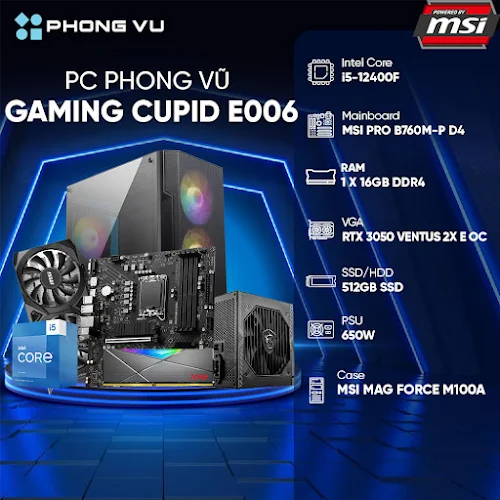 PHONG VU
POWERED BY
msi
PC PHONG VŨ
GAMING CUPID E006
Intel Core
i5-12400F
Mainboard
MSI PRO B760M-P D4
RAM
1 X 16GB DDR4
VGA
RTX 3050 VENTUS 2X E OC
SSD/HDD
512GB SSD
PSU
650W
Case
MSI MAG FORCE M100A
intel
CORE
i5